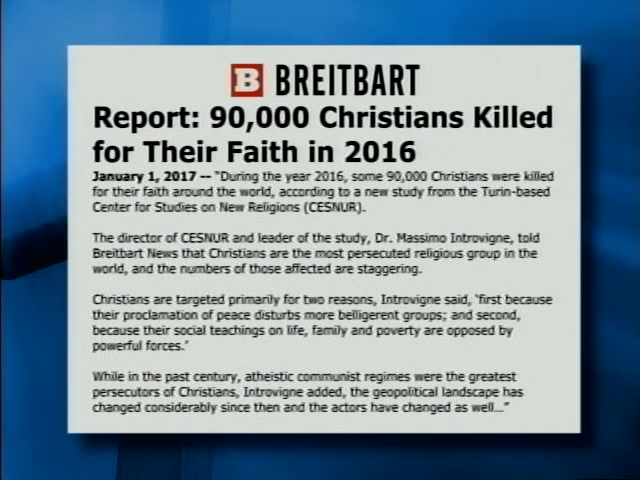 B BREITBART
Report: 90,000 Christians Killed
for Their Faith in 2016
January 1, 2017 -- "During the year 2016, some 90,000 Christians were killed
for their faith around the world, according to a new study from the Turin-based
Center for Studies on New Religions (CESNUR).
The director of CESNUR and leader of the study, Dr. Massimo Introvigne, told
Breitbart News that Christians are the most persecuted religious group in the
world, and the numbers of those affected are staggering.
Christians are targeted primarily for two reasons, Introvigne said, 'first because
their proclamation of peace disturbs more belligerent groups; and second,
because their social teachings on life, family and poverty are opposed by
powerful forces.'
While in the past century, atheistic communist regimes were the greatest
persecutors of Christians, Introvigne added, the geopolitical landscape has
changed considerably since then and the actors have changed as well…"